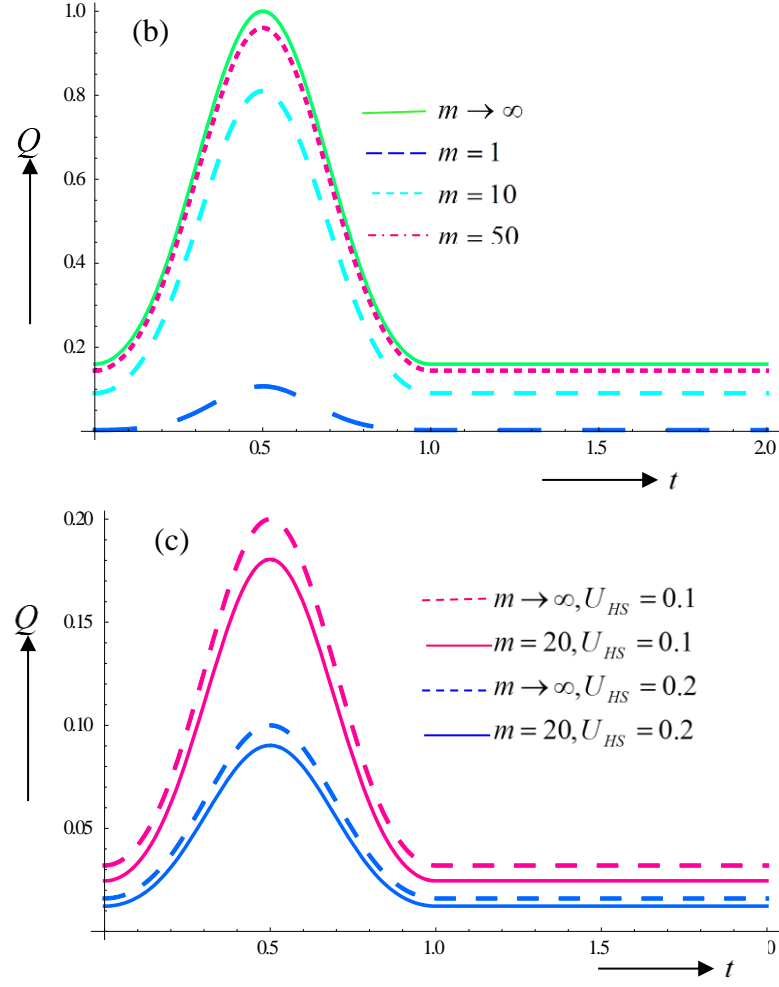 (b)
1.0
0.8
0.6
0.4
0.2
Q
m → ∞
m = 1
m = 10
m = 50
0.5
1.0
1.5
2.0
t
(c)
0.20
0.15
0.10
0.05
Q
m → ∞, U_HS = 0.1
m = 20, U_HS = 0.1
m → ∞, U_HS = 0.2
m = 20, U_HS = 0.2
0.5
1.0
1.5
0
t